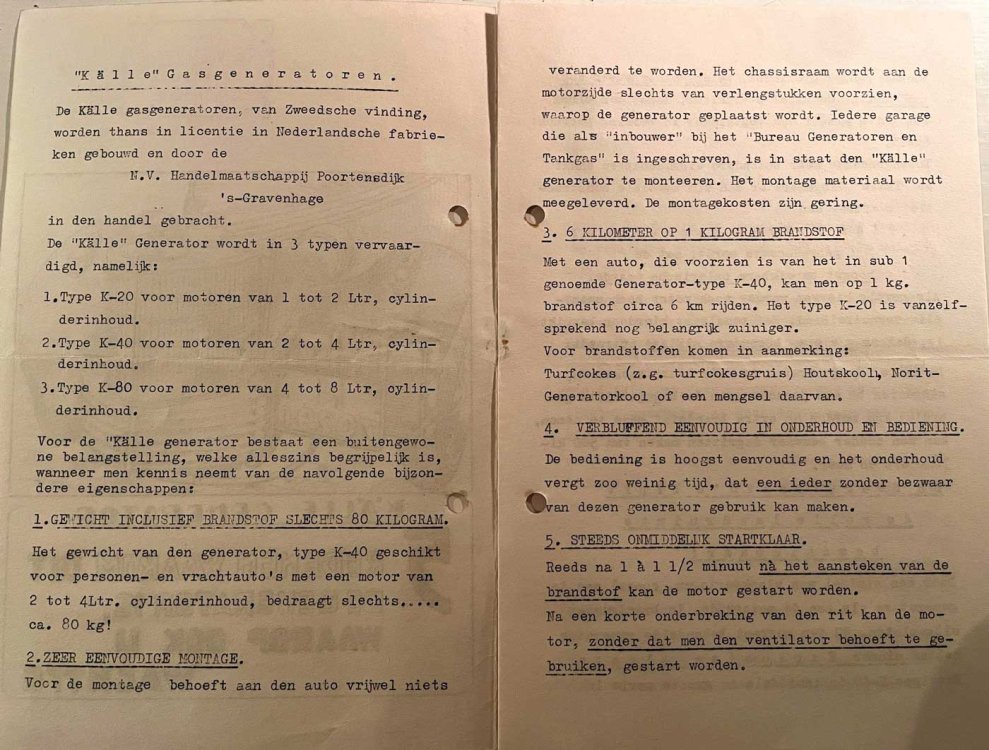 "Källe" Gasgeneratoren.
De Källe gasgeneratoren, van Zweedsche vinding,
worden thans in licentie in Nederlandsche fabrie-
ken gebouwd en door de
N.V. Handelmaatschappij Poortensdijk
's-Gravenhage
in den handel gebracht.
De "Källe" Generator wordt in 3 typen vervaar-
digd, namelijk:
1.Type K-20 voor motoren van 1 tot 2 Ltr, cylin-
derinhoud.
2.Type K-40 voor motoren van 2 tot 4 Ltr, cylin-
derinhoud.
3.Type K-80 voor motoren van 4 tot 8 Ltr, cylin-
derinhoud.
Voor de "Källe generator bestaat een buitengewo-
ne belangstelling, welke alleszins begrijpelijk is,
wanneer men kennis neemt van de navolgende bijzon-
dere eigenschappen:
1.GEWICHT INCLUSIEF BRANDSTOF SLECHTS 80 KILOGRAM.
Het gewicht van den generator, type K-40 geschikt
voor personen- en vrachtauto's met een motor van
2 tot 4Ltr. cylinderinhoud, bedraagt slechts.....
ca. 80 kg!
2.ZEER EENVOUDIGE MONTAGE.
Voor de montage behoeft aan den auto vrijwel niets
veranderd te worden. Het chassisraam wordt aan de
motorzijde slechts van verlengstukken voorzien,
waarop de generator geplaatst wordt. Iedere garage
die als "inbouwer" bij het "Bureau Generatoren en
Tankgas" is ingeschreven, is in staat den "Källe"
generator te monteeren. Het montage materiaal wordt
meegeleverd. De montagekosten zijn gering.
3. 6 KILOMETER OP 1 KILOGRAM BRANDSTOF
Met een auto, die voorzien is van het in sub 1
genoemde Generator-type K-40, kan men op 1 kg.
brandstof circa 6 km rijden. Het type K-20 is vanzelf-
sprekend nog belangrijk zuiniger.
Voor brandstoffen komen in aanmerking:
Turfcokes (z.g. turfcokesgruis) Houtskool, Norit-
Generatorkool of een mengsel daarvan.
4. VERBLUFFEND EENVOUDIG IN ONDERHOUD EN BEDIENING.
De bediening is hoogst eenvoudig en het onderhoud
vergt zoo weinig tijd, dat een ieder zonder bezwaar
van dezen generator gebruik kan maken.
5. STEEDS ONMIDDELIJK STARTKLAAR.
Reeds na 1 à 1 1/2 minuut nà het aansteken van de
brandstof kan de motor gestart worden.
Na een korte onderbreking van den rit kan de mo-
tor, zonder dat men den ventilator behoeft te ge-
bruiken, gestart worden.